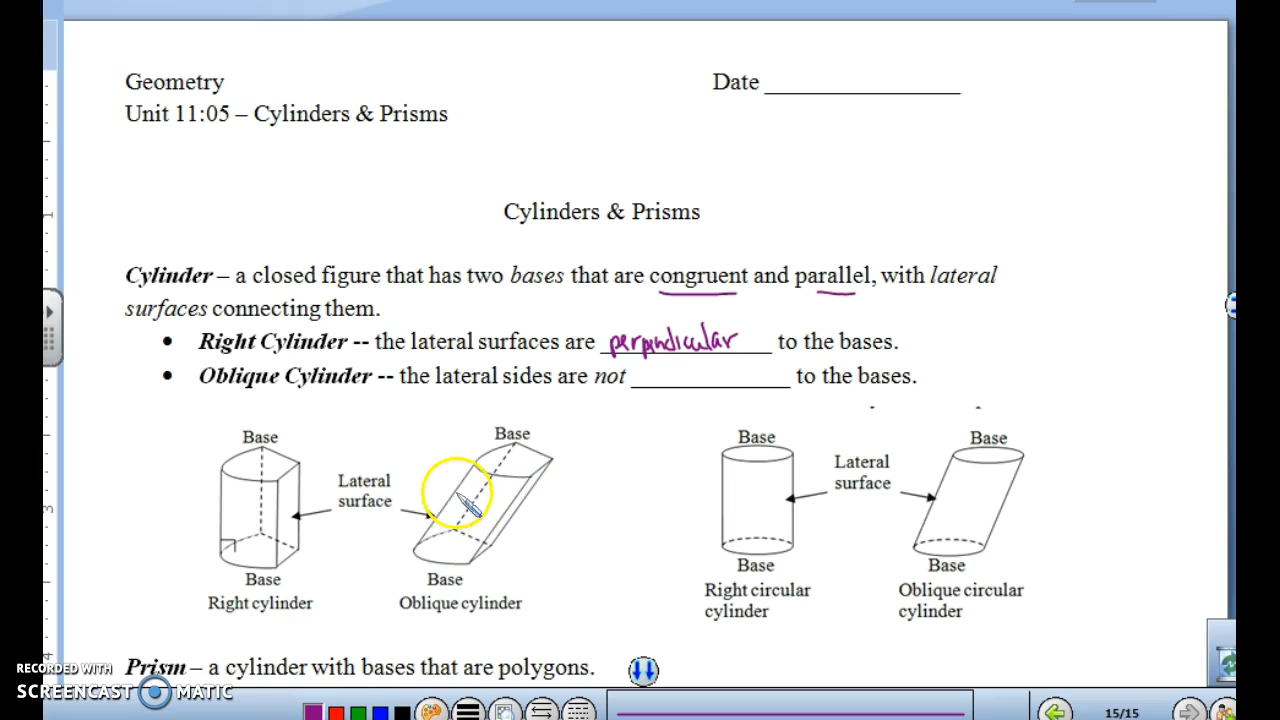 Geometry
Date ________________
Unit 11:05 – Cylinders & Prisms
Cylinders & Prisms
Cylinder – a closed figure that has two bases that are congruent and parallel, with lateral
surfaces connecting them.
• Right Cylinder -- the lateral surfaces are perpendicular to the bases.
• Oblique Cylinder -- the lateral sides are not _____________ to the bases.
Base
Base
Base
Base
Lateral
surface
Lateral
surface
Base
Base
Base
Base
Right cylinder
Oblique cylinder
Right circular
cylinder
Oblique circular
cylinder
Prism – a cylinder with bases that are polygons.
RECORDED WITH
SCREENCAST MATIC
15/15